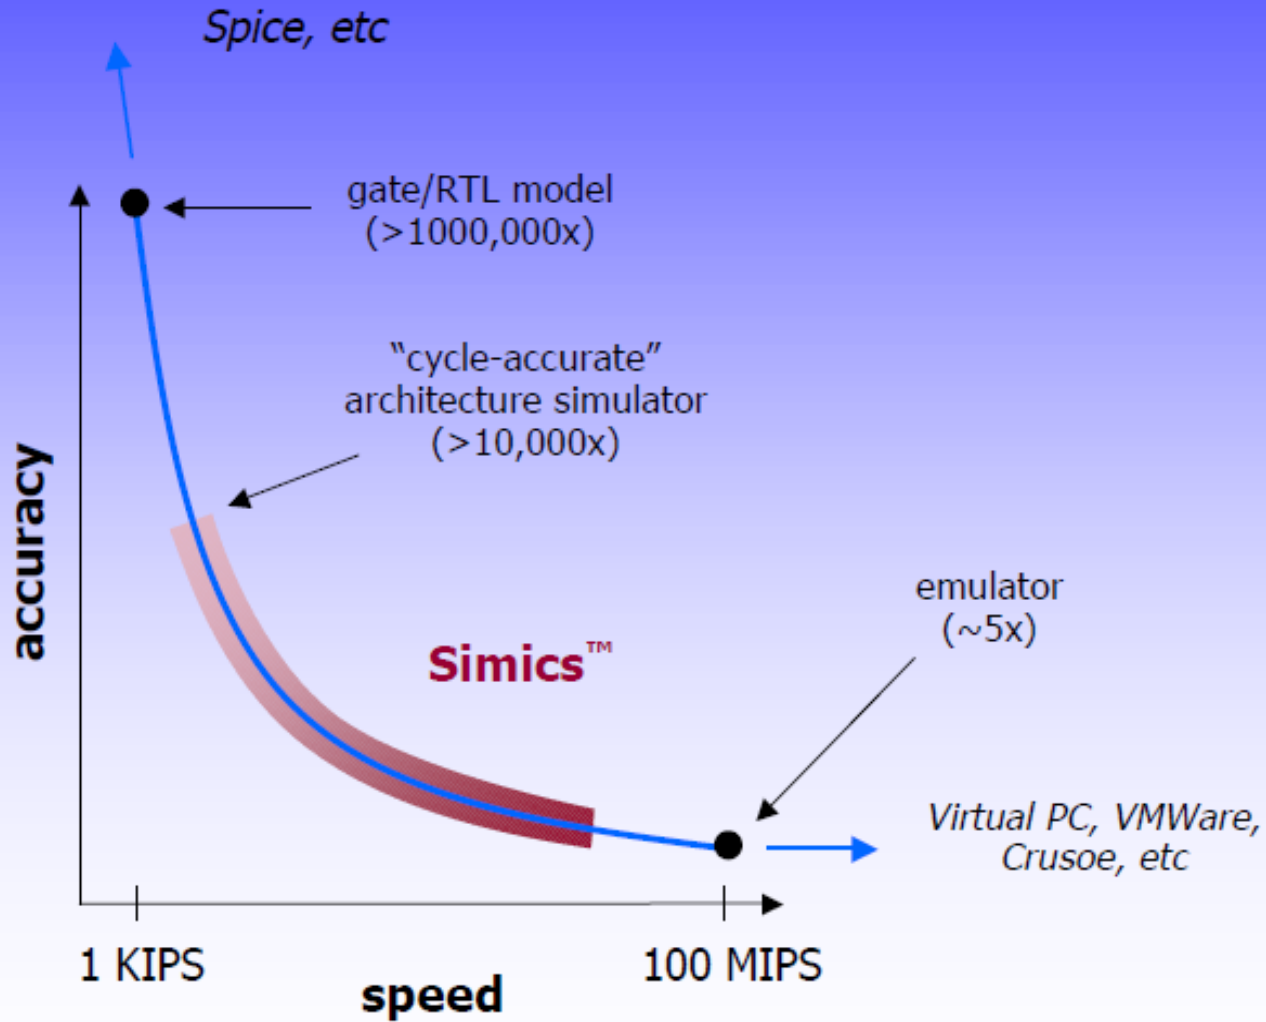 Spice, etc
gate/RTL model
(>1000,000x)
“cycle-accurate”
architecture simulator
(>10,000x)
accuracy
emulator
(~5x)
Simics™
Virtual PC, VMWare,
Crusoe, etc
1 KIPS
100 MIPS
speed